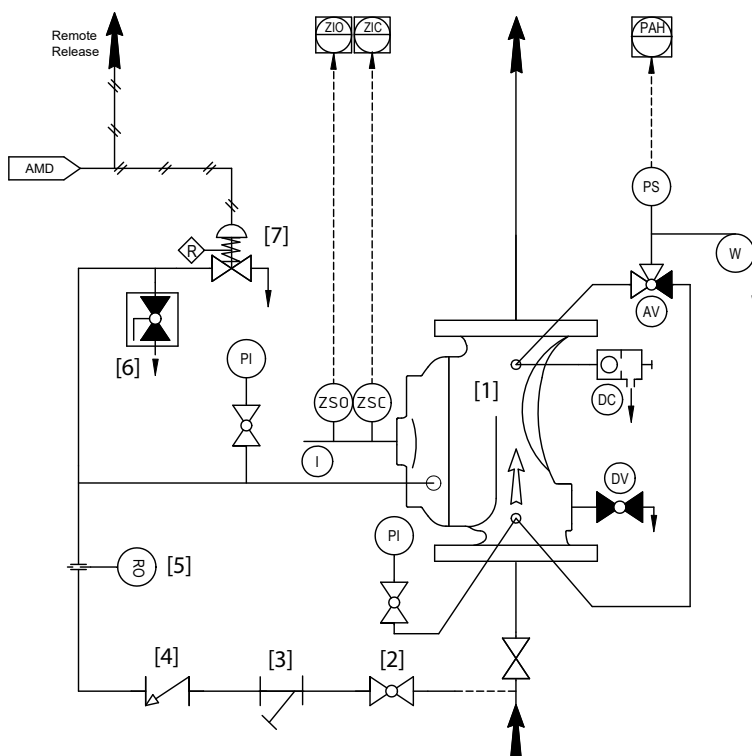 ZIO
ZIC
PAH
Remote
Release
AMD
PS
[7]
R
W
AV
[6]
PI
ZSO
ZSC
[1]
DC
I
DV
PI
RO
[5]
[4]
[3]
[2]